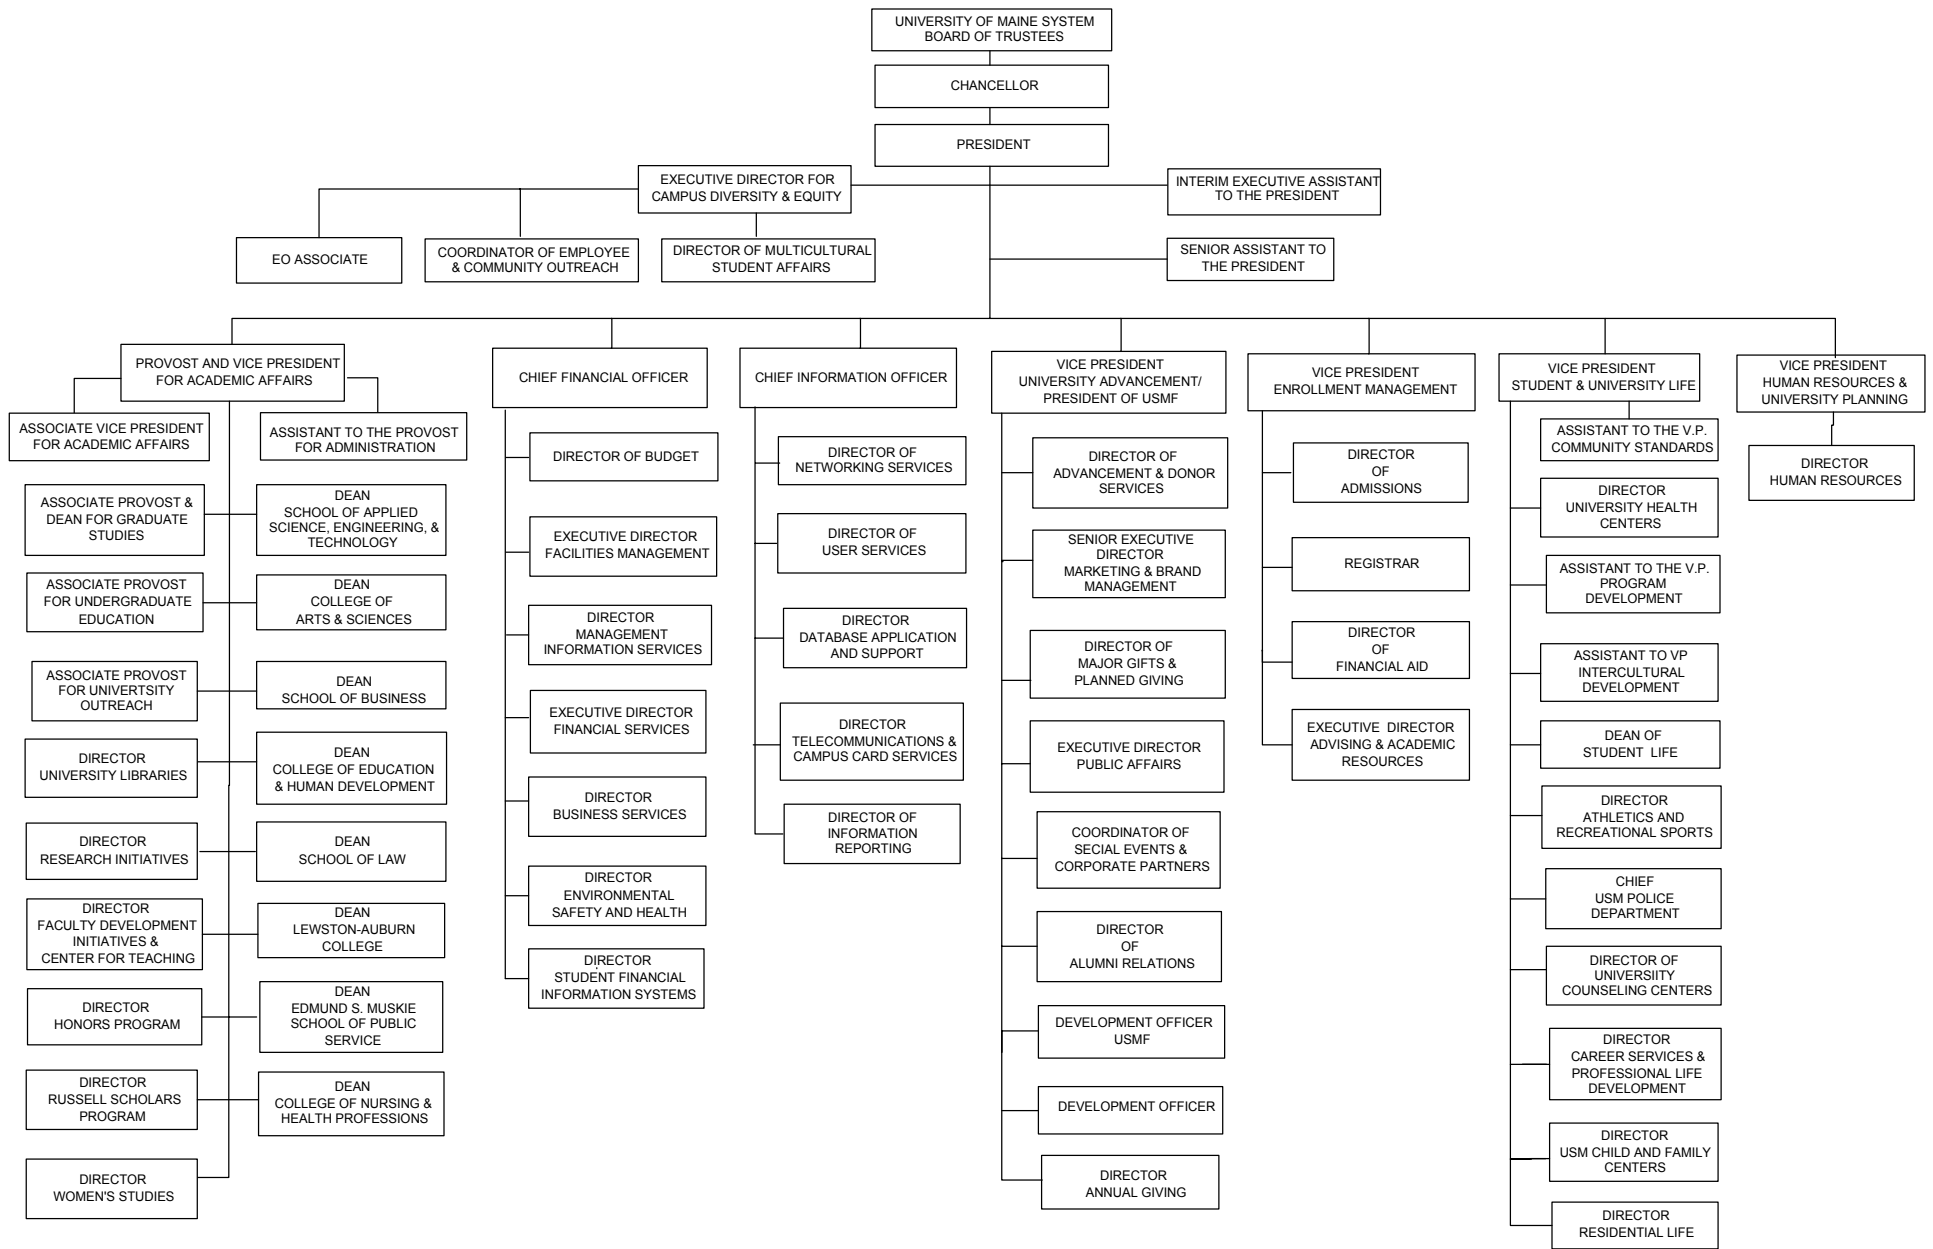 UNIVERSITY OF MAINE SYSTEM
BOARD OF TRUSTEES
CHANCELLOR
PRESIDENT
EXECUTIVE DIRECTOR FOR
CAMPUS DIVERSITY & EQUITY
INTERIM EXECUTIVE ASSISTANT
TO THE PRESIDENT
EO ASSOCIATE
COORDINATOR OF EMPLOYEE
& COMMUNITY OUTREACH
DIRECTOR OF MULTICULTURAL
STUDENT AFFAIRS
SENIOR ASSISTANT TO
THE PRESIDENT
PROVOST AND VICE PRESIDENT
FOR ACADEMIC AFFAIRS
ASSOCIATE VICE PRESIDENT
FOR ACADEMIC AFFAIRS
ASSISTANT TO THE PROVOST
FOR ADMINISTRATION
ASSOCIATE PROVOST &
DEAN FOR GRADUATE
STUDIES
DEAN
SCHOOL OF APPLIED
SCIENCE, ENGINEERING, &
TECHNOLOGY
ASSOCIATE PROVOST
FOR UNDERGRADUATE
EDUCATION
DEAN
COLLEGE OF
ARTS & SCIENCES
ASSOCIATE PROVOST
FOR UNIVERTSITY
OUTREACH
DEAN
SCHOOL OF BUSINESS
DIRECTOR
UNIVERSITY LIBRARIES
DEAN
COLLEGE OF EDUCATION
& HUMAN DEVELOPMENT
DIRECTOR
RESEARCH INITIATIVES
DEAN
SCHOOL OF LAW
DIRECTOR
FACULTY DEVELOPMENT
INITIATIVES &
CENTER FOR TEACHING
DEAN
LEWSTON-AUBURN
COLLEGE
DIRECTOR
HONORS PROGRAM
DEAN
EDMUND S. MUSKIE
SCHOOL OF PUBLIC
SERVICE
DIRECTOR
RUSSELL SCHOLARS
PROGRAM
DEAN
COLLEGE OF NURSING &
HEALTH PROFESSIONS
DIRECTOR
WOMEN'S STUDIES
CHIEF FINANCIAL OFFICER
DIRECTOR OF BUDGET
EXECUTIVE DIRECTOR
FACILITIES MANAGEMENT
DIRECTOR
MANAGEMENT
INFORMATION SERVICES
EXECUTIVE DIRECTOR
FINANCIAL SERVICES
DIRECTOR
BUSINESS SERVICES
DIRECTOR
ENVIRONMENTAL
SAFETY AND HEALTH
DIRECTOR
STUDENT FINANCIAL
INFORMATION SYSTEMS
CHIEF INFORMATION OFFICER
DIRECTOR OF
NETWORKING SERVICES
DIRECTOR OF
USER SERVICES
DIRECTOR
DATABASE APPLICATION
AND SUPPORT
DIRECTOR
TELECOMMUNICATIONS &
CAMPUS CARD SERVICES
DIRECTOR OF
INFORMATION
REPORTING
VICE PRESIDENT
UNIVERSITY ADVANCEMENT/
PRESIDENT OF USMF
DIRECTOR OF
ADVANCEMENT & DONOR
SERVICES
SENIOR EXECUTIVE
DIRECTOR
MARKETING & BRAND
MANAGEMENT
DIRECTOR OF
MAJOR GIFTS &
PLANNED GIVING
EXECUTIVE DIRECTOR
PUBLIC AFFAIRS
COORDINATOR OF
SECIAL EVENTS &
CORPORATE PARTNERS
DIRECTOR
OF
ALUMNI RELATIONS
DEVELOPMENT OFFICER
USMF
DEVELOPMENT OFFICER
DIRECTOR
ANNUAL GIVING
VICE PRESIDENT
ENROLLMENT MANAGEMENT
DIRECTOR
OF
ADMISSIONS
REGISTRAR
DIRECTOR
OF
FINANCIAL AID
EXECUTIVE DIRECTOR
ADVISING & ACADEMIC
RESOURCES
VICE PRESIDENT
STUDENT & UNIVERSITY LIFE
ASSISTANT TO THE V.P.
COMMUNITY STANDARDS
DIRECTOR
UNIVERSITY HEALTH
CENTERS
ASSISTANT TO THE V.P.
PROGRAM
DEVELOPMENT
ASSISTANT TO VP
INTERCULTURAL
DEVELOPMENT
DEAN OF
STUDENT LIFE
DIRECTOR
ATHLETICS AND
RECREATIONAL SPORTS
CHIEF
USM POLICE
DEPARTMENT
DIRECTOR OF
UNIVERSIITY
COUNSELING CENTERS
DIRECTOR
CAREER SERVICES &
PROFESSIONAL LIFE
DEVELOPMENT
DIRECTOR
USM CHILD AND FAMILY
CENTERS
DIRECTOR
RESIDENTIAL LIFE
VICE PRESIDENT
HUMAN RESOURCES &
UNIVERSITY PLANNING
DIRECTOR
HUMAN RESOURCES